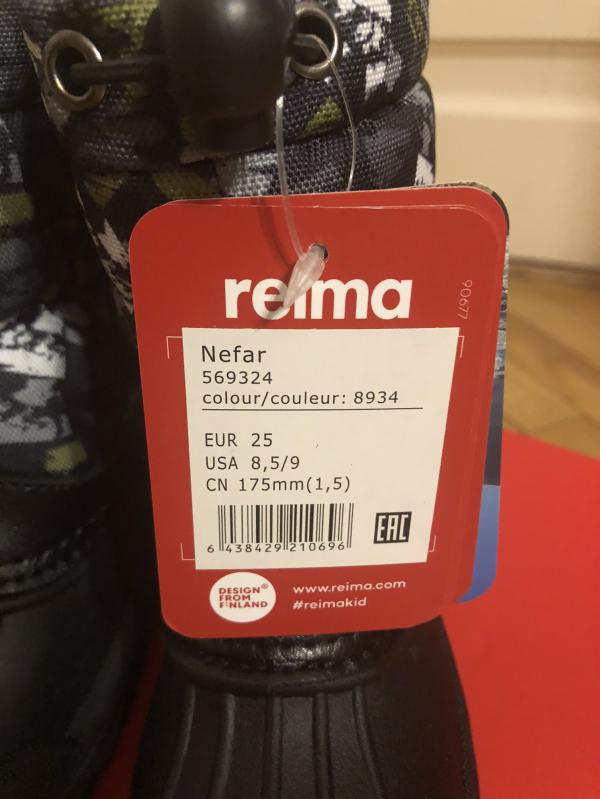 reima
90677
Nefar
569324
colour/couleur: 8934
EUR 25
USA 8,5/9
CN 175mm(1,5)
6 438429 210696
EAC
DESIGN®
FROM
FINLAND
www.reima.com
#reimakid